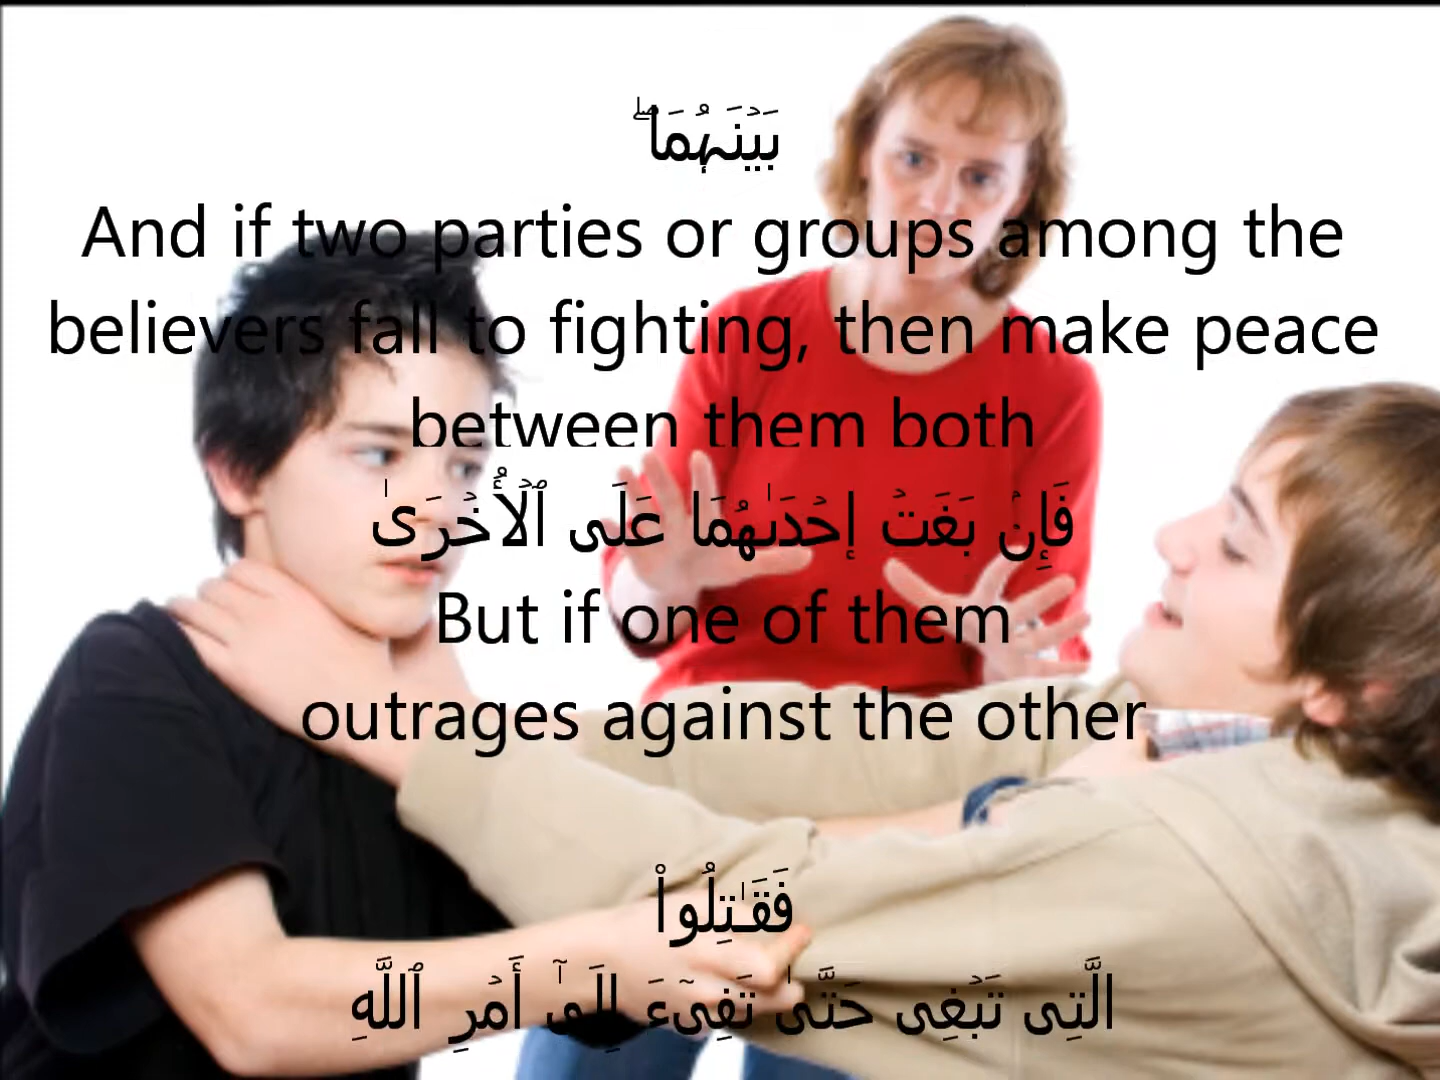 بَيْنَہُمَاۖ
And if two parties or groups among the
believers fall to fighting, then make peace
between them both
فَإِنۢ بَغَتۡ إِحۡدَٮٰهُمَا عَلَى ٱلۡأُخۡرَىٰ
But if one of them
outrages against the other
فَقَـٰتِلُواْ
الَّتِى تَبۡغِى حَتَّىٰ تَفِىٓءَ إِلَىٰٓ أَمۡرِ ٱللَّهِ